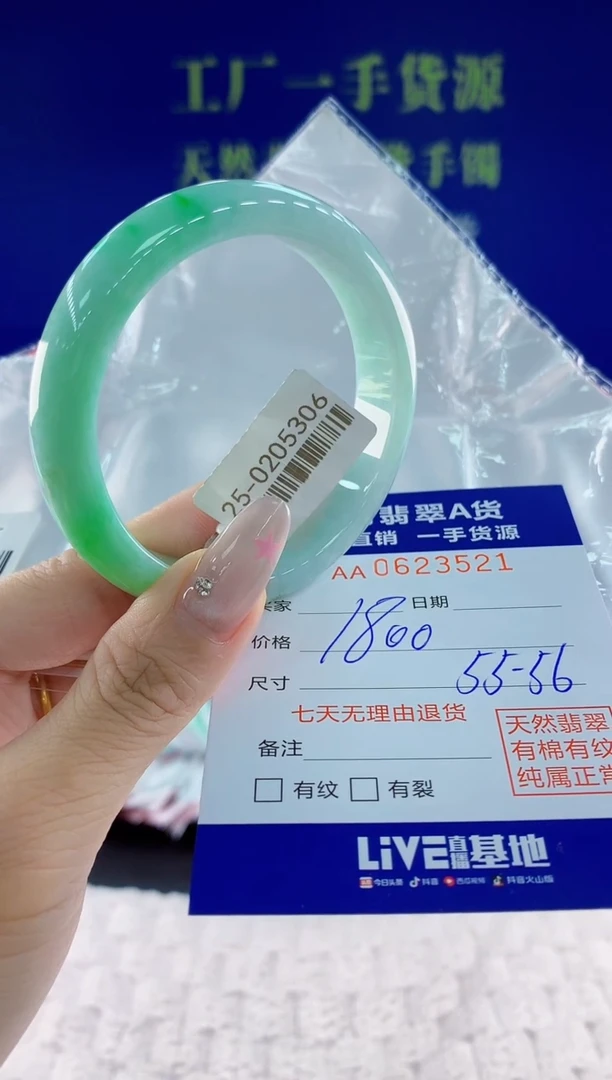 工厂一手货源
天然
手镯
25-0205306
翡翠A货
直销 一手货源
AA0623521
家
日期
价格 1800
尺寸 55-56
七天无理由退货
天然翡翠
有棉有纹
纯属正常
备注
有纹 有裂
LiVE直播基地
今日头条 抖音 西瓜视频 抖音火山版